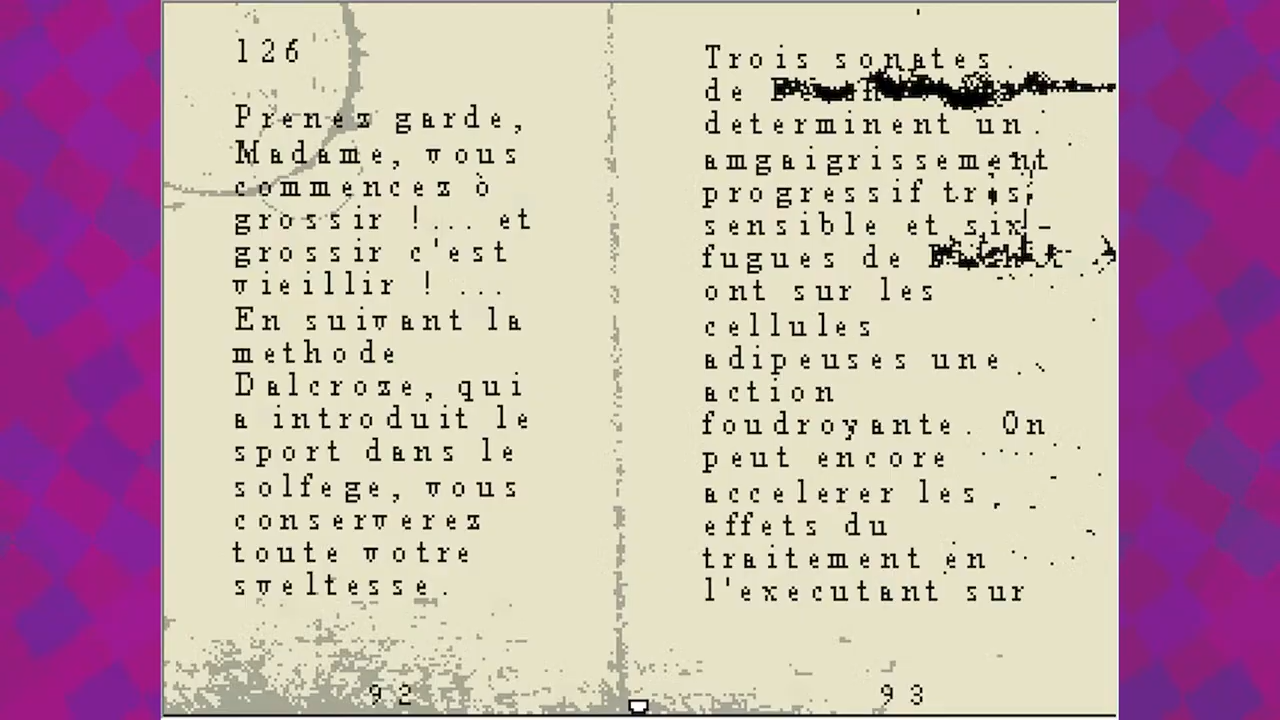 126
Prenez garde,
Madame, vous
commencez ò
grossir !... et
grossir c'est
vieillir ! ...
En suivant la
methode
Dalcroze, qui
a introduit le
sport dans le
solfege, vous
conserverez
toute votre
sveltesse.
92
Trois sonates
de
determinent un
amgaigrissement
progressif tres
sensible et six
fugues de
ont sur les
cellules
adipeuses une
action
foudroyante. On
peut encore
accelerer les
effets du
traitement en
l'executant sur
93